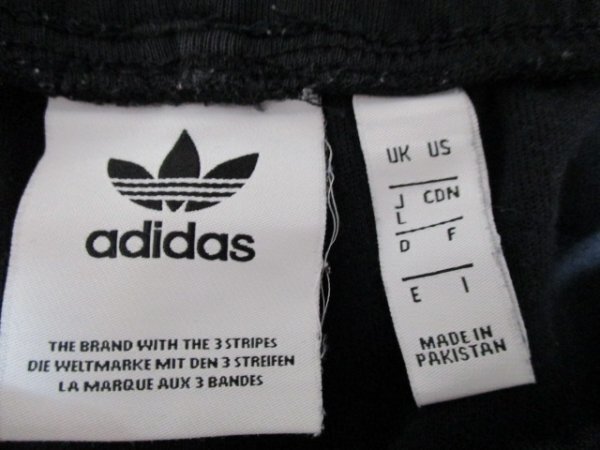 adidas
THE BRAND WITH THE 3 STRIPES
DIE WELTMARKE MIT DEN 3 STREIFEN
LA MARQUE AUX 3 BANDES
UK US
J CDN
L
D F
E I
MADE IN
PAKISTAN